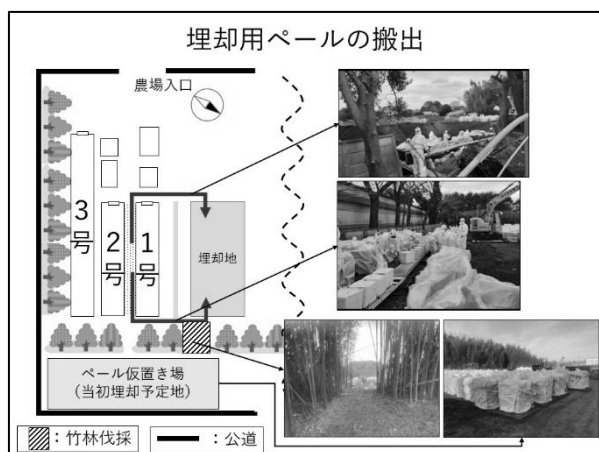 埋却用ペールの搬出
農場入口
3号
2号
1号
埋却地
ペール仮置き場
(当初埋却予定地)
：竹林伐採
：公道